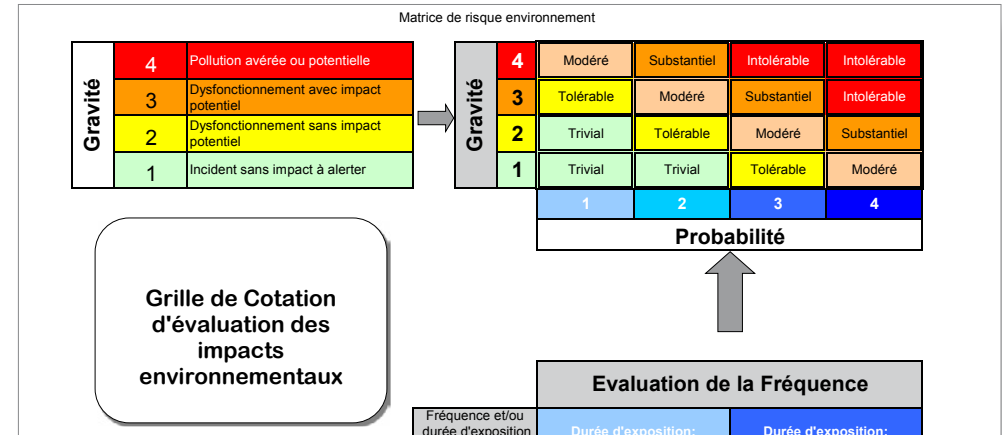 Matrice de risque environnement
Gravité
4 Pollution avérée ou potentielle
3 Dysfonctionnement avec impact
potentiel
2 Dysfonctionnement sans impact
potentiel
1 Incident sans impact à alerter
Gravité
4 Modéré Substantiel Intolérable Intolérable
3 Tolérable Modéré Substantiel Intolérable
2 Trivial Tolérable Modéré Substantiel
1 Trivial Trivial Tolérable Modéré
1 2 3 4
Probabilité
Grille de Cotation
d'évaluation des
impacts
environnementaux
Evaluation de la Fréquence
Fréquence et/ou
durée d'exposition
Durée d'exposition:
Durée d'exposition: